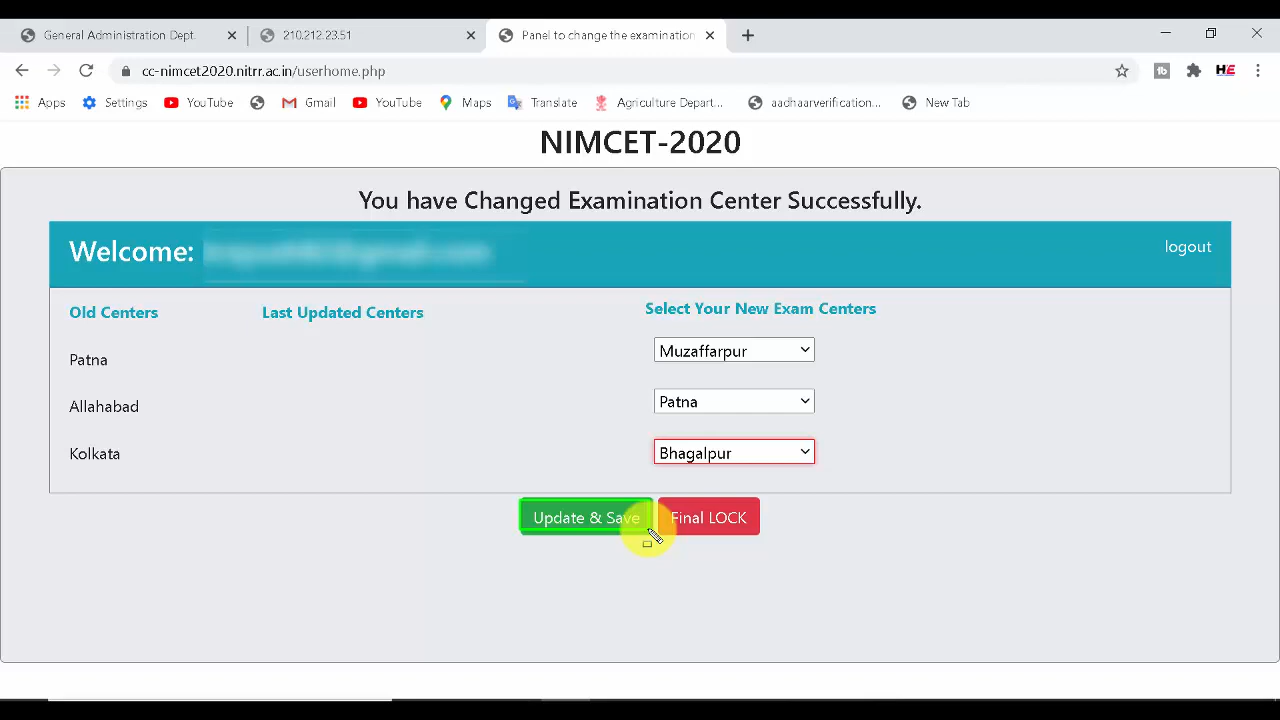 General Administration Dept.
210.212.23.51
Panel to change the examination
cc-nimcet2020.nitrr.ac.in/userhome.php
Apps
Settings
YouTube
Gmail
YouTube
Maps
Translate
Agriculture Depart...
aadhaarverification...
New Tab
NIMCET-2020
You have Changed Examination Center Successfully.
Welcome:
logout
Old Centers
Last Updated Centers
Select Your New Exam Centers
Patna
Muzaffarpur
Allahabad
Patna
Kolkata
Bhagalpur
Update & Save
Final LOCK